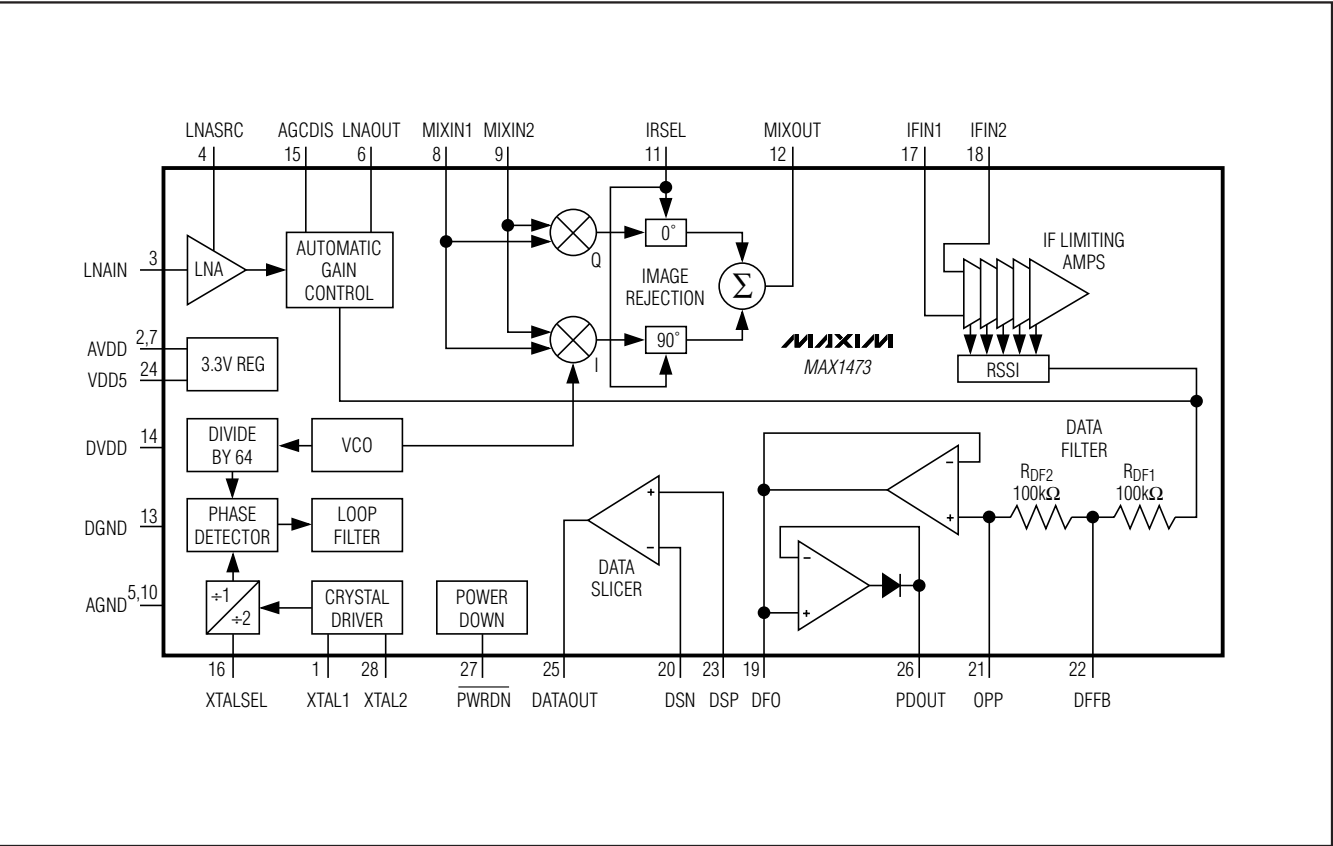 LNASRC AGCDIS LNAOUT MIXIN1 MIXIN2 IRSEL MIXOUT IFIN1 IFIN2
4 15 6 8 9 11 12 17 18
LNAIN 3
LNA
AUTOMATIC
GAIN
CONTROL
Q
0°
IMAGE
REJECTION
Σ
I
90°
MAXIM
MAX1473
IF LIMITING
AMPS
RSSI
AVDD 2,7
VDD5 24
3.3V REG
DVDD 14
DIVIDE
BY 64
VCO
DGND 13
PHASE
DETECTOR
LOOP
FILTER
AGND 5,10
÷1
÷2
CRYSTAL
DRIVER
POWER
DOWN
+
−
DATA
SLICER
−
+
−
+
DATA
FILTER
RDF2
100kΩ
RDF1
100kΩ
16 1 28 27 25 20 23 19 26 21 22
XTALSEL XTAL1 XTAL2 PWRDN DATAOUT DSN DSP DFO PDOUT OPP DFFB